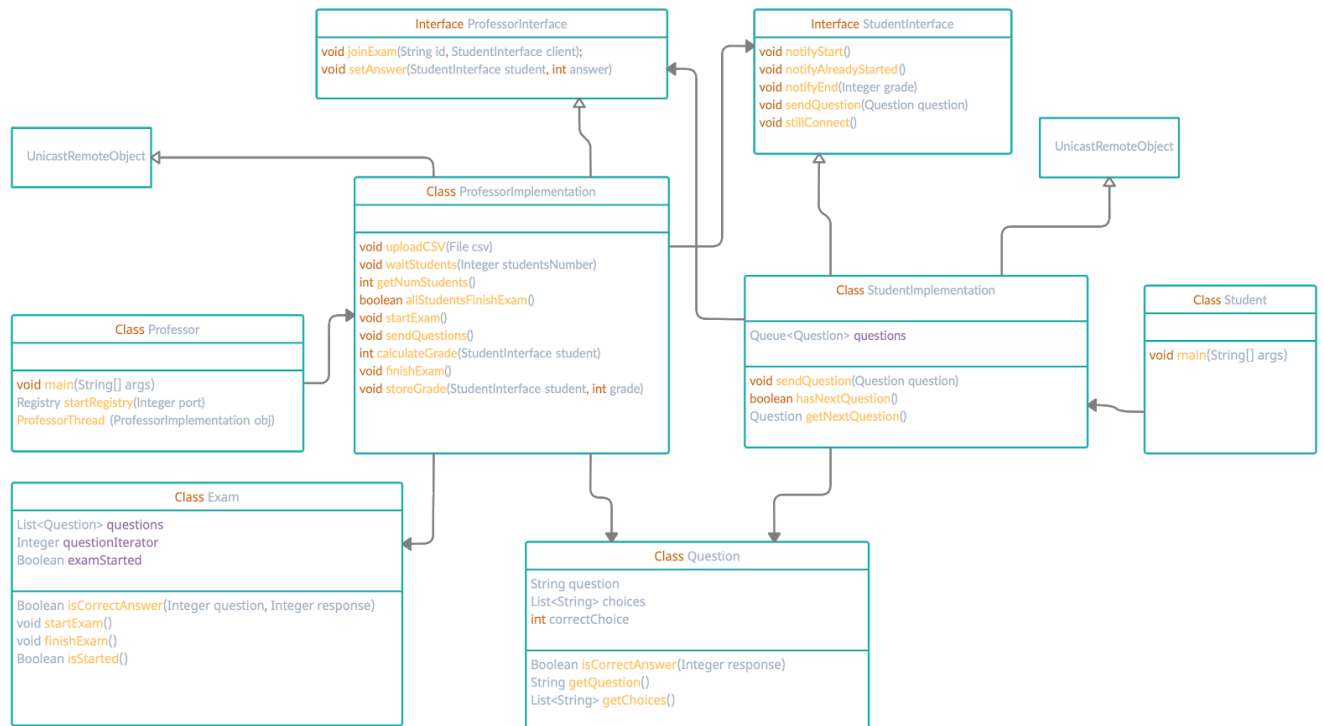 Interface ProfessorInterface
void joinExam(String id, StudentInterface client);
void setAnswer(StudentInterface student, int answer)
Interface StudentInterface
void notifyStart()
void notifyAlreadyStarted()
void notifyEnd(Integer grade)
void sendQuestion(Question question)
void stillConnect()
UnicastRemoteObject
UnicastRemoteObject
Class ProfessorImplementation
void uploadCSV(File csv)
void waitStudents(Integer studentsNumber)
int getNumStudents()
boolean allStudentsFinishExam()
void startExam()
void sendQuestions()
int calculateGrade(StudentInterface student)
void finishExam()
void storeGrade(StudentInterface student, int grade)
Class StudentImplementation
Queue<Question> questions
void sendQuestion(Question question)
boolean hasNextQuestion()
Question getNextQuestion()
Class Student
void main(String[] args)
Class Professor
void main(String[] args)
Registry startRegistry(Integer port)
ProfessorThread (ProfessorImplementation obj)
Class Exam
List<Question> questions
Integer questionIterator
Boolean examStarted
Boolean isCorrectAnswer(Integer question, Integer response)
void startExam()
void finishExam()
Boolean isStarted()
Class Question
String question
List<String> choices
int correctChoice
Boolean isCorrectAnswer(Integer response)
String getQuestion()
List<String> getChoices()